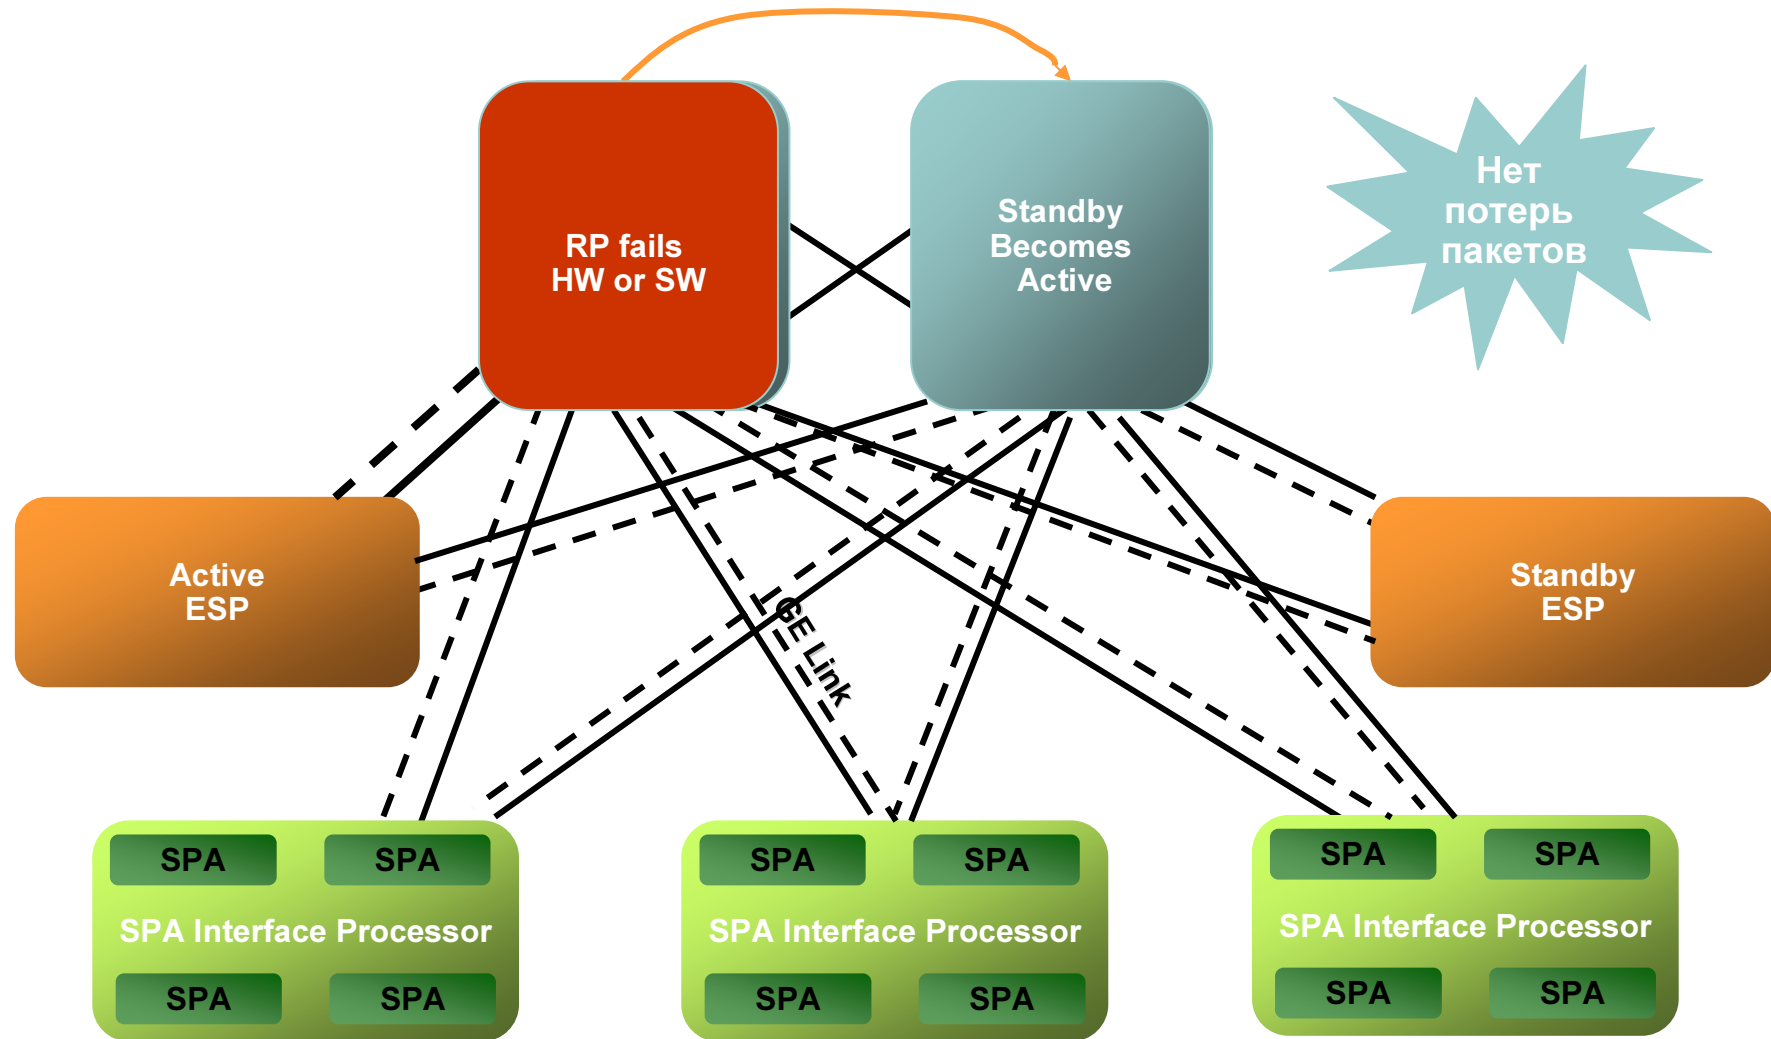 RP fails
HW or SW
Standby
Becomes
Active
Нет
потерь
пакетов
Active
ESP
Standby
ESP
GE Link
SPA
SPA
SPA Interface Processor
SPA
SPA
SPA
SPA
SPA Interface Processor
SPA
SPA
SPA
SPA
SPA Interface Processor
SPA
SPA